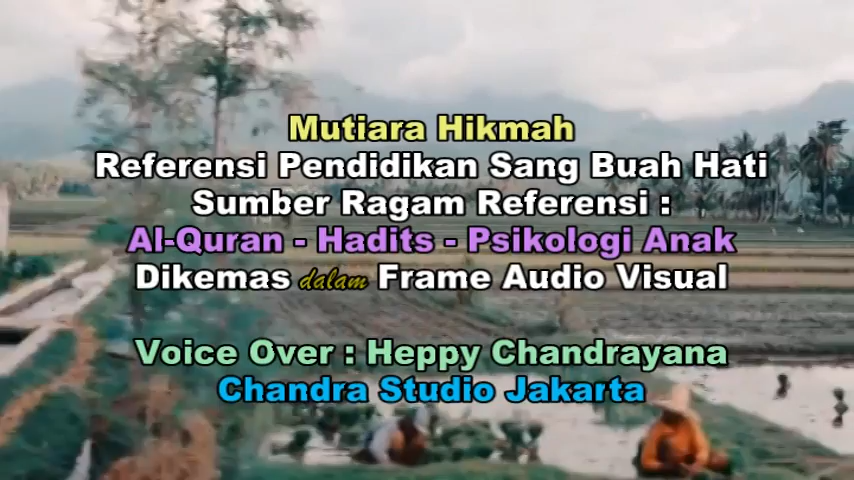 Mutiara Hikmah
Referensi Pendidikan Sang Buah Hati
Sumber Ragam Referensi :
Al-Quran - Hadits - Psikologi Anak
Dikemas dalam Frame Audio Visual
Voice Over : Heppy Chandrayana
Chandra Studio Jakarta